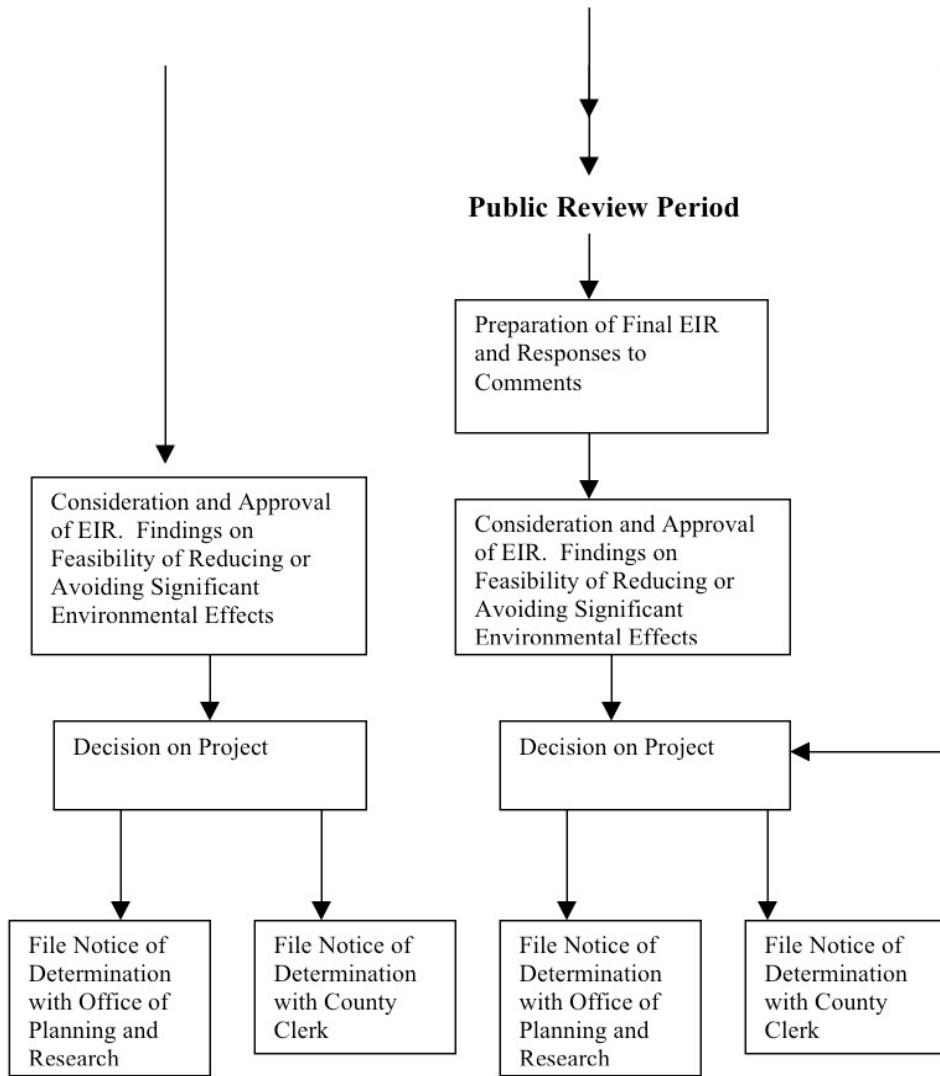 Public Review Period
Preparation of Final EIR
and Responses to
Comments
Consideration and Approval
of EIR.  Findings on
Feasibility of Reducing or
Avoiding Significant
Environmental Effects
Consideration and Approval
of EIR.  Findings on
Feasibility of Reducing or
Avoiding Significant
Environmental Effects
Decision on Project
Decision on Project
File Notice of
Determination
with Office of
Planning and
Research
File Notice of
Determination
with County
Clerk
File Notice of
Determination
with Office of
Planning and
Research
File Notice of
Determination
with County
Clerk